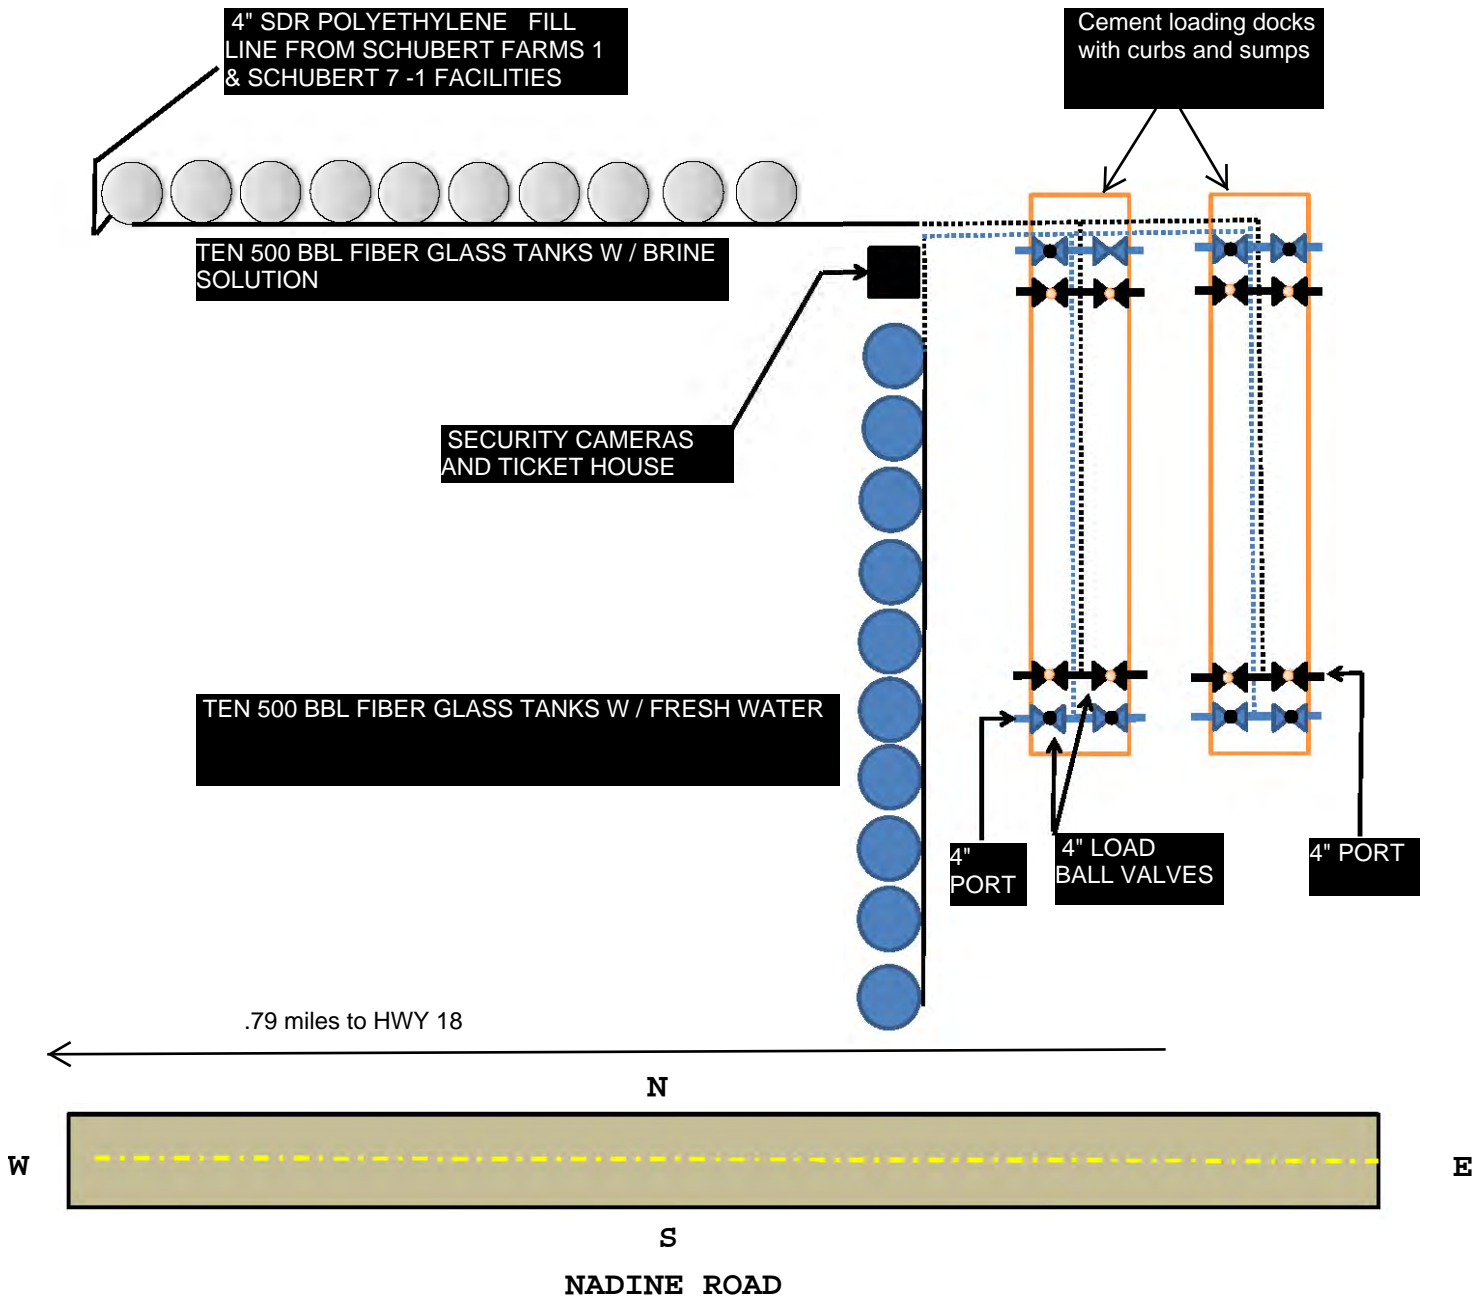 4" SDR POLYETHYLENE FILL
LINE FROM SCHUBERT FARMS 1
& SCHUBERT 7 -1 FACILITIES
Cement loading docks
with curbs and sumps
TEN 500 BBL FIBER GLASS TANKS W / BRINE
SOLUTION
SECURITY CAMERAS
AND TICKET HOUSE
TEN 500 BBL FIBER GLASS TANKS W / FRESH WATER
4"
PORT
4" LOAD
BALL VALVES
4" PORT
.79 miles to HWY 18
N
W
E
S
NADINE ROAD